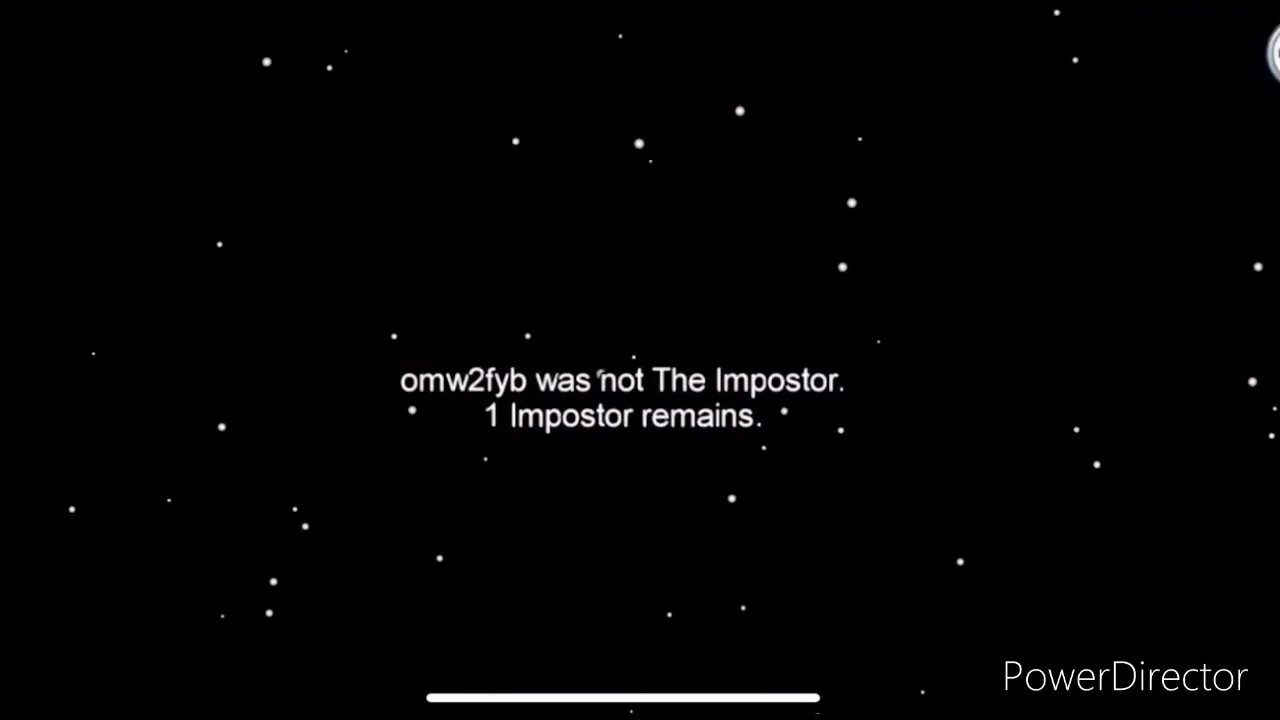 omw2fyb was not The Impostor.
1 Impostor remains.
PowerDirector